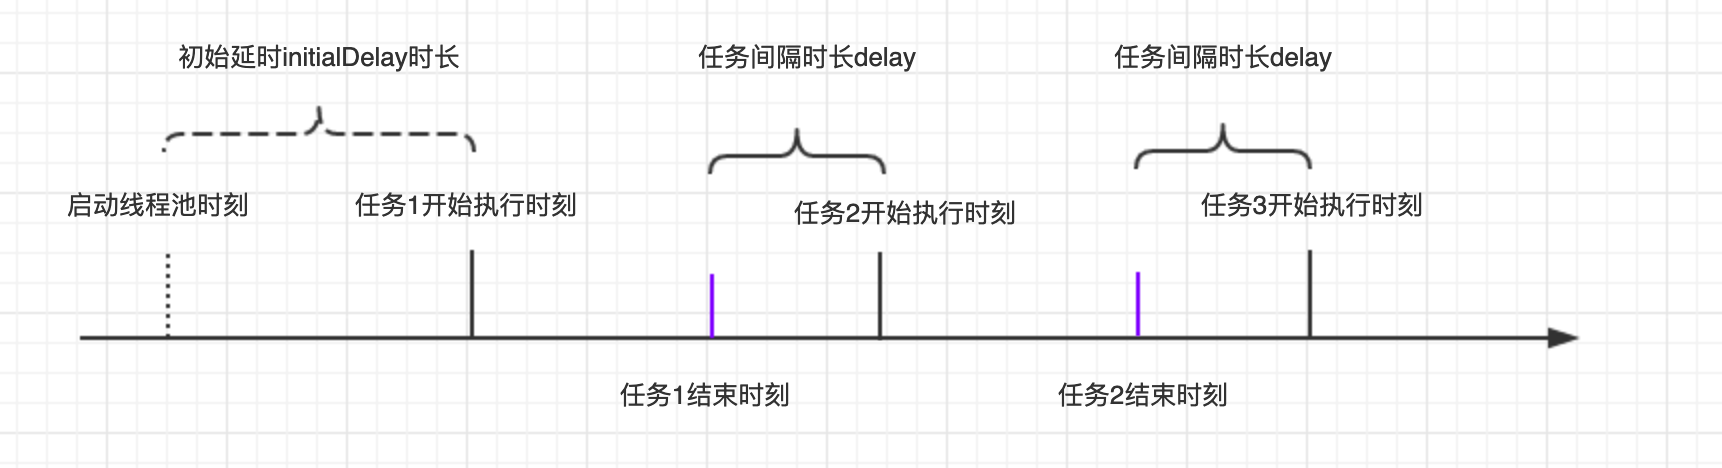 初始延时initialDelay时长
任务间隔时长delay
任务间隔时长delay
启动线程池时刻
任务1开始执行时刻
任务2开始执行时刻
任务3开始执行时刻
任务1结束时刻
任务2结束时刻